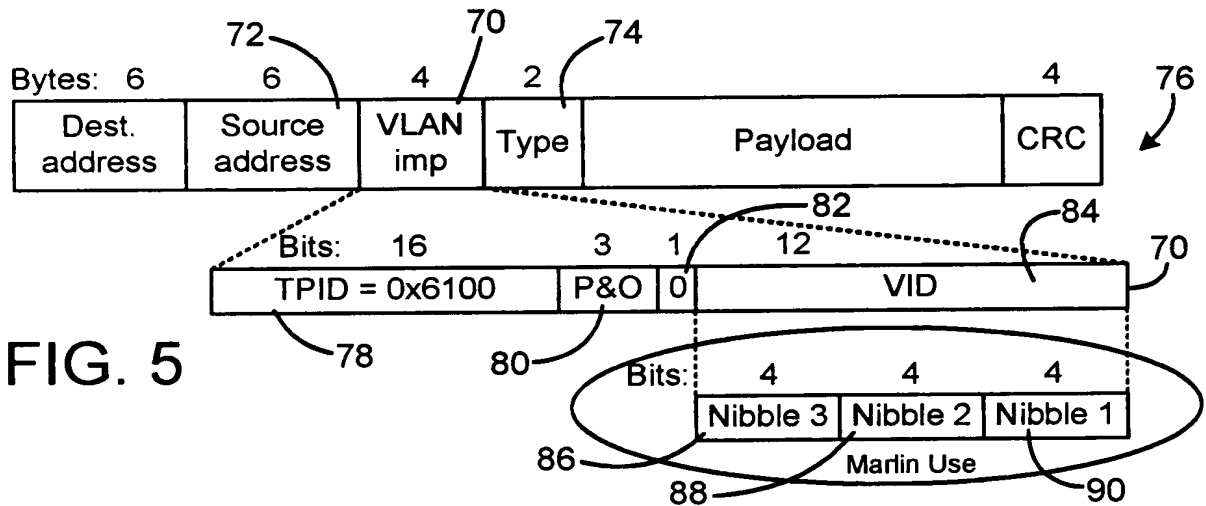 72 70 74
Bytes: 6 6 4 2 4
76
Dest. address Source address VLAN imp Type Payload CRC
82 84
Bits: 16 3 1 12
70
TPID = 0x6100 P&O 0 VID
78 80
FIG. 5
Bits: 4 4 4
Nibble 3 Nibble 2 Nibble 1
86 88 Marlin Use 90